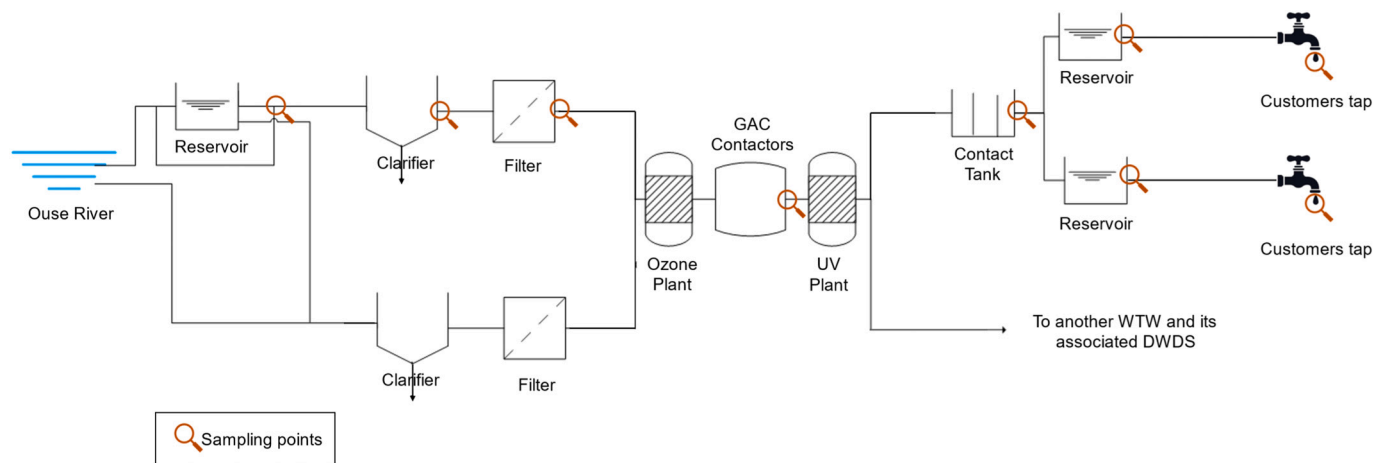 Reservoir
Customers tap
GAC
Contactors
Reservoir
Clarifier
Filter
Contact
Tank
Ouse River
Reservoir
Customers tap
Ozone
Plant
UV
Plant
To another WTW and its
associated DWDS
Clarifier
Filter
Sampling points